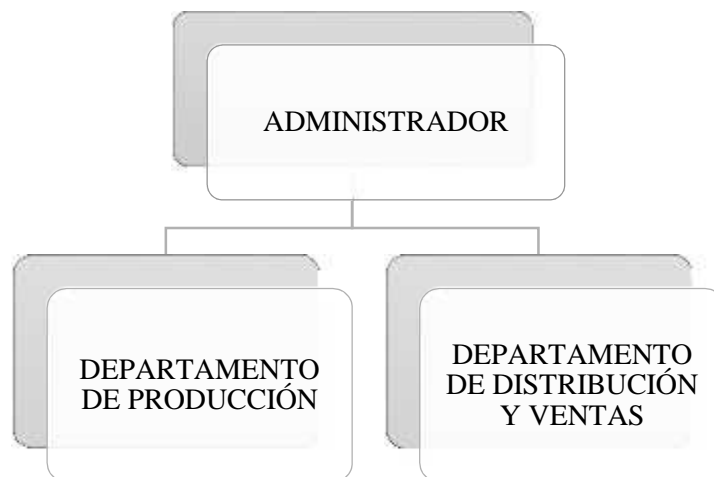 ADMINISTRADOR
DEPARTAMENTO
DE PRODUCCIÓN
DEPARTAMENTO
DE DISTRIBUCIÓN
Y VENTAS